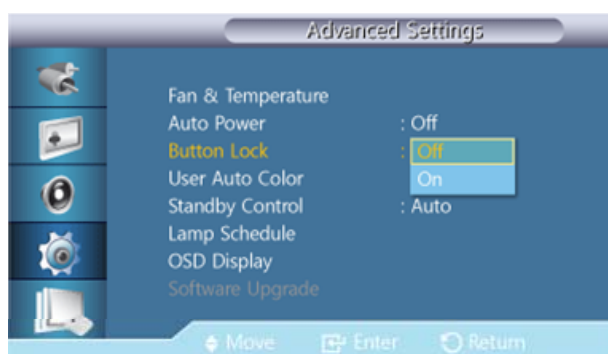 Advanced Settings
Fan & Temperature
Auto Power : Off
Button Lock : Off
User Auto Color On
Standby Control : Auto
Lamp Schedule
OSD Display
Software Upgrade
Move Enter Return